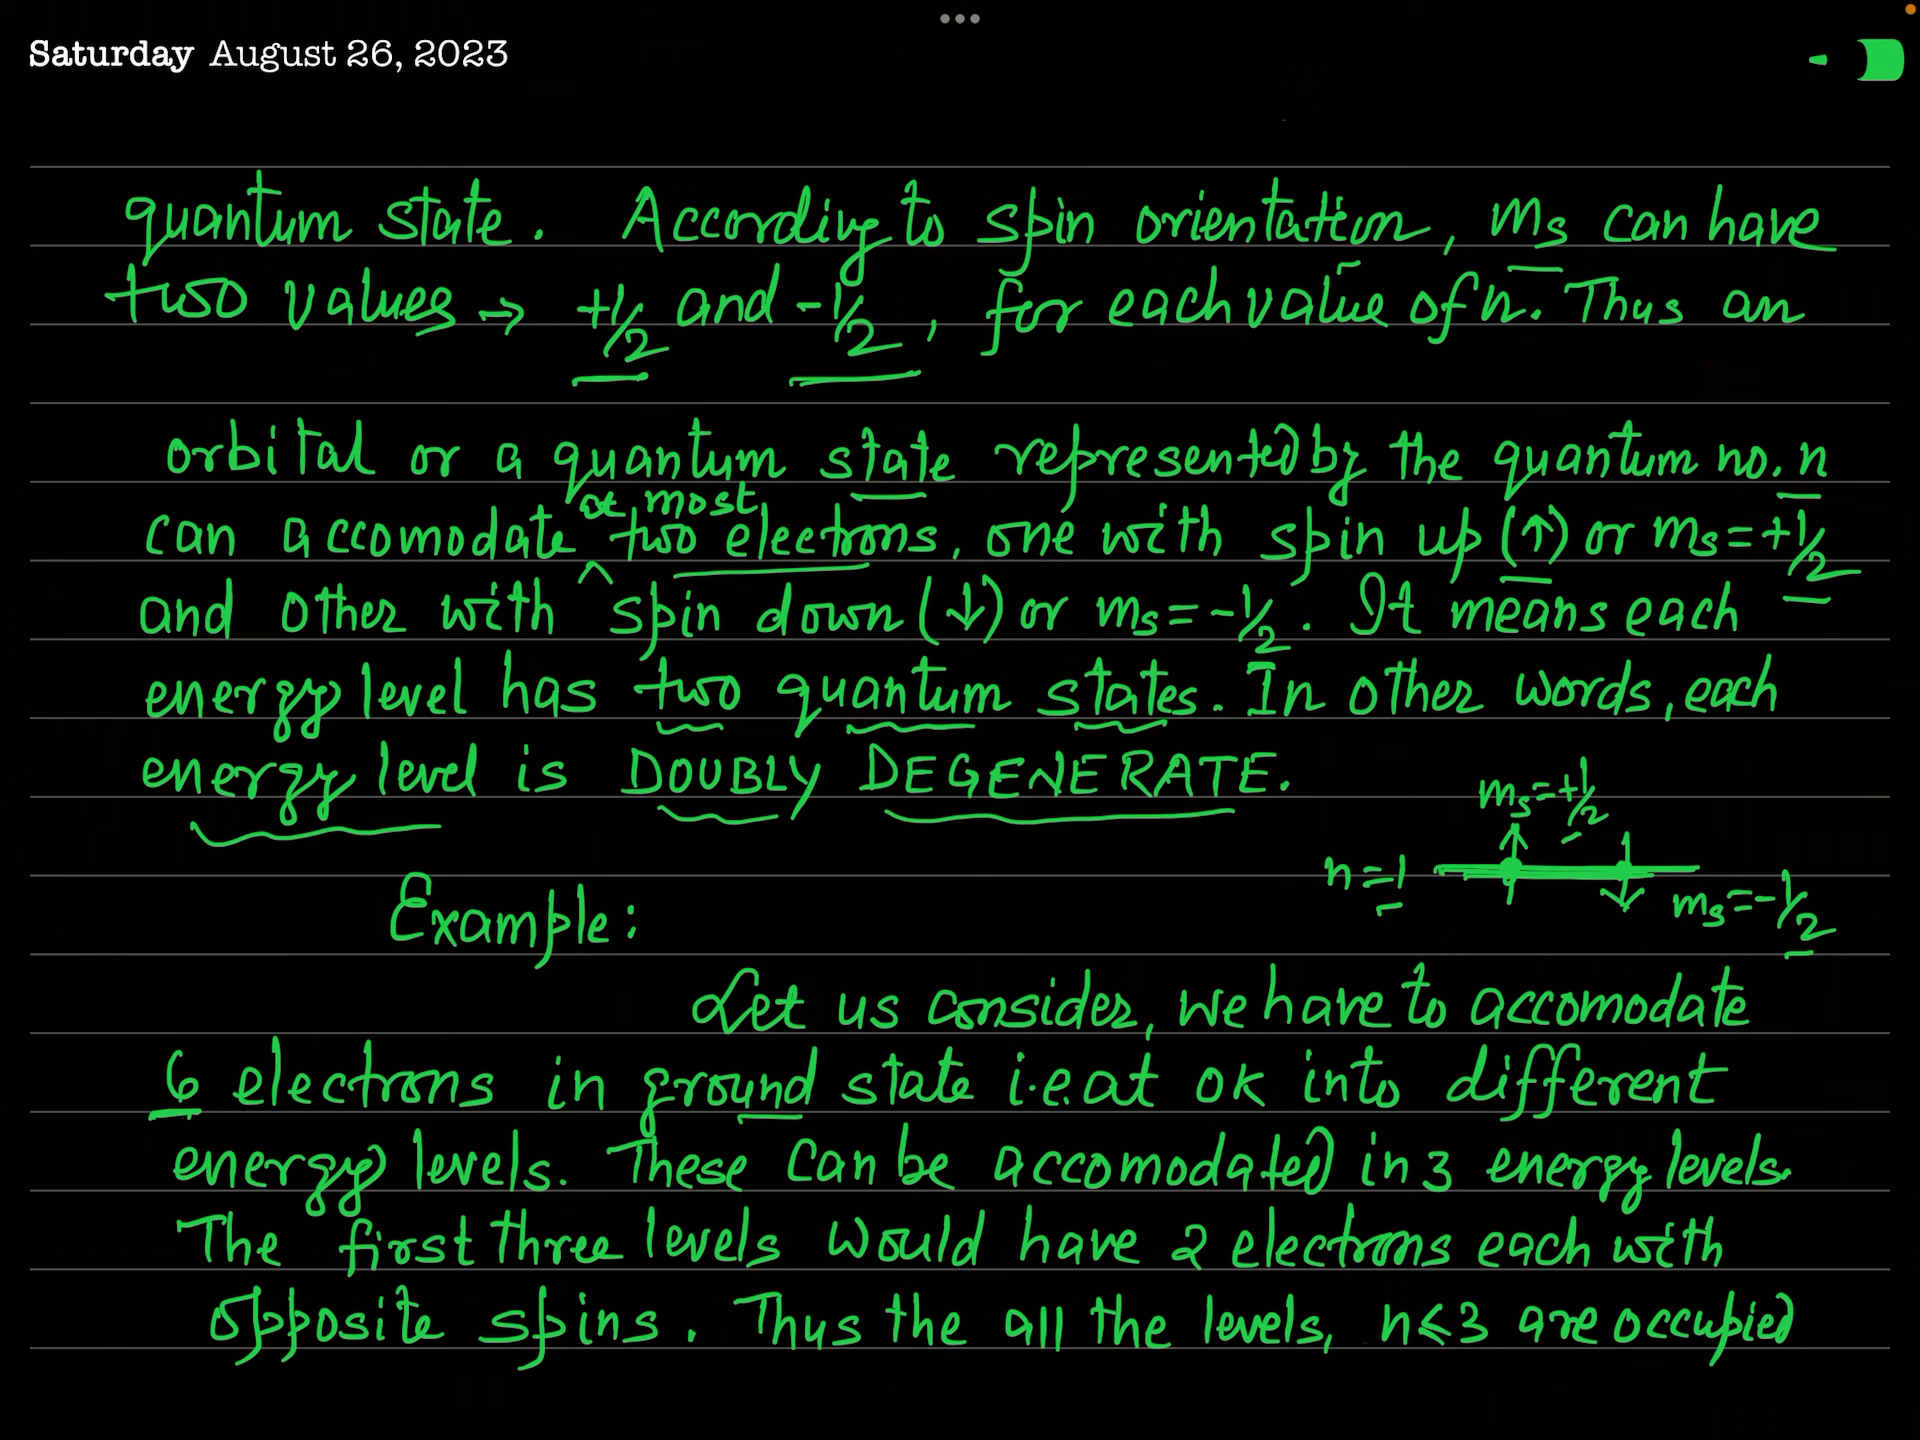 Saturday August 26, 2023
quantum state. According to spin orientation, ms can have
two values → +1/2 and -1/2, for each value of n. Thus an
orbital or a quantum state represented by the quantum no. n
at most
can accomodate ^ two electrons, one with spin up (↑) or ms=+1/2
and other with spin down (↓) or ms=-1/2. It means each
energy level has two quantum states. In other words, each
energy level is DOUBLY DEGENERATE.
ms=+1/2
n=1
ms=-1/2
Example:
Let us consider, we have to accomodate
6 electrons in ground state i.e. at 0K into different
energy levels. These can be accomodated in 3 energy levels.
The first three levels would have 2 electrons each with
opposite spins. Thus the all the levels, n⩽3 are occupied